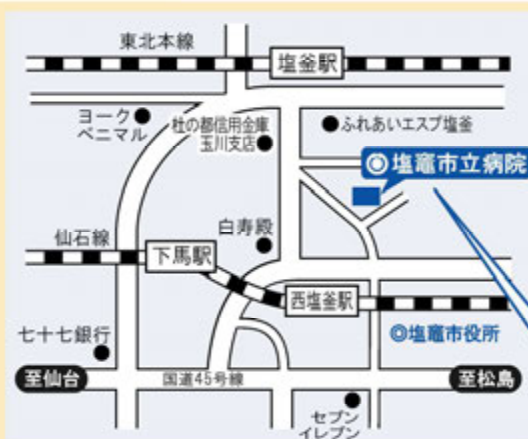 東北本線
塩釜駅
ヨーク
ベニマル
杜の都信用金庫
玉川支店
ふれあいエスプ塩釜
◎塩竈市立病院
白寿殿
仙石線
下馬駅
西塩釜駅
七十七銀行
◎塩竈市役所
至仙台
国道45号線
至松島
セブン
イレブン